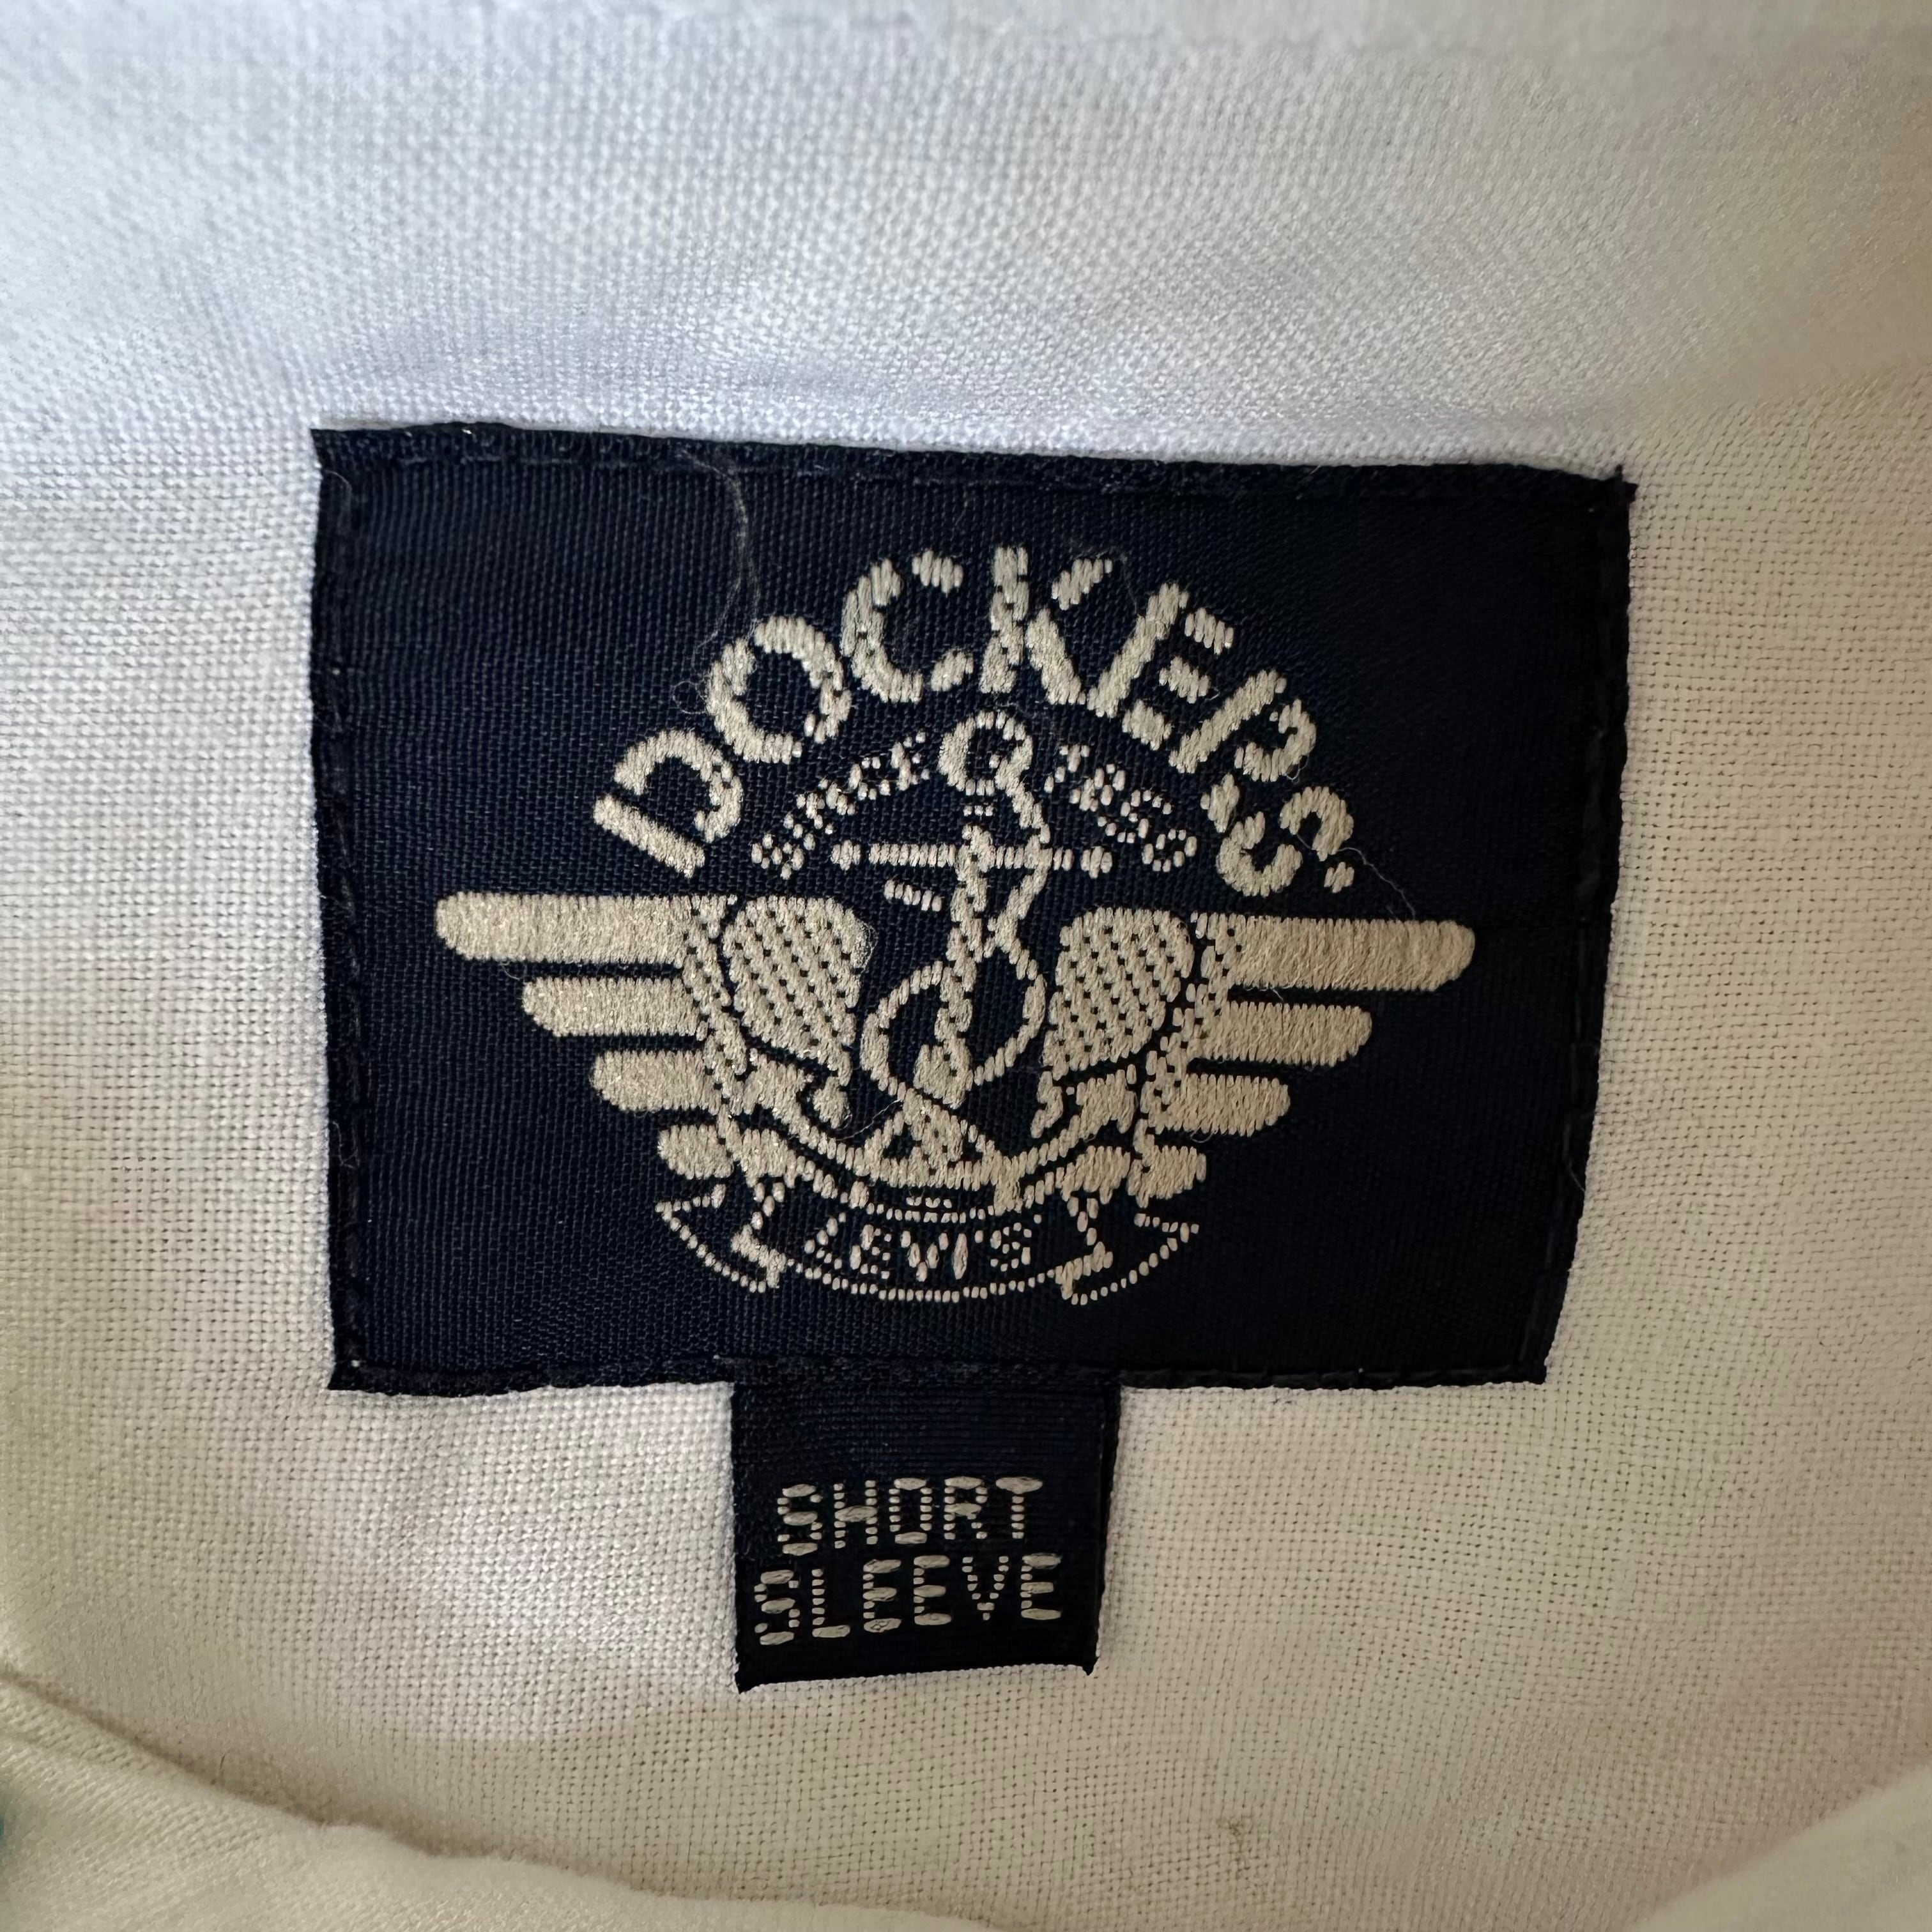 DOCKERS
SINCE 1850
LEVI'S
SHORT
SLEEVE